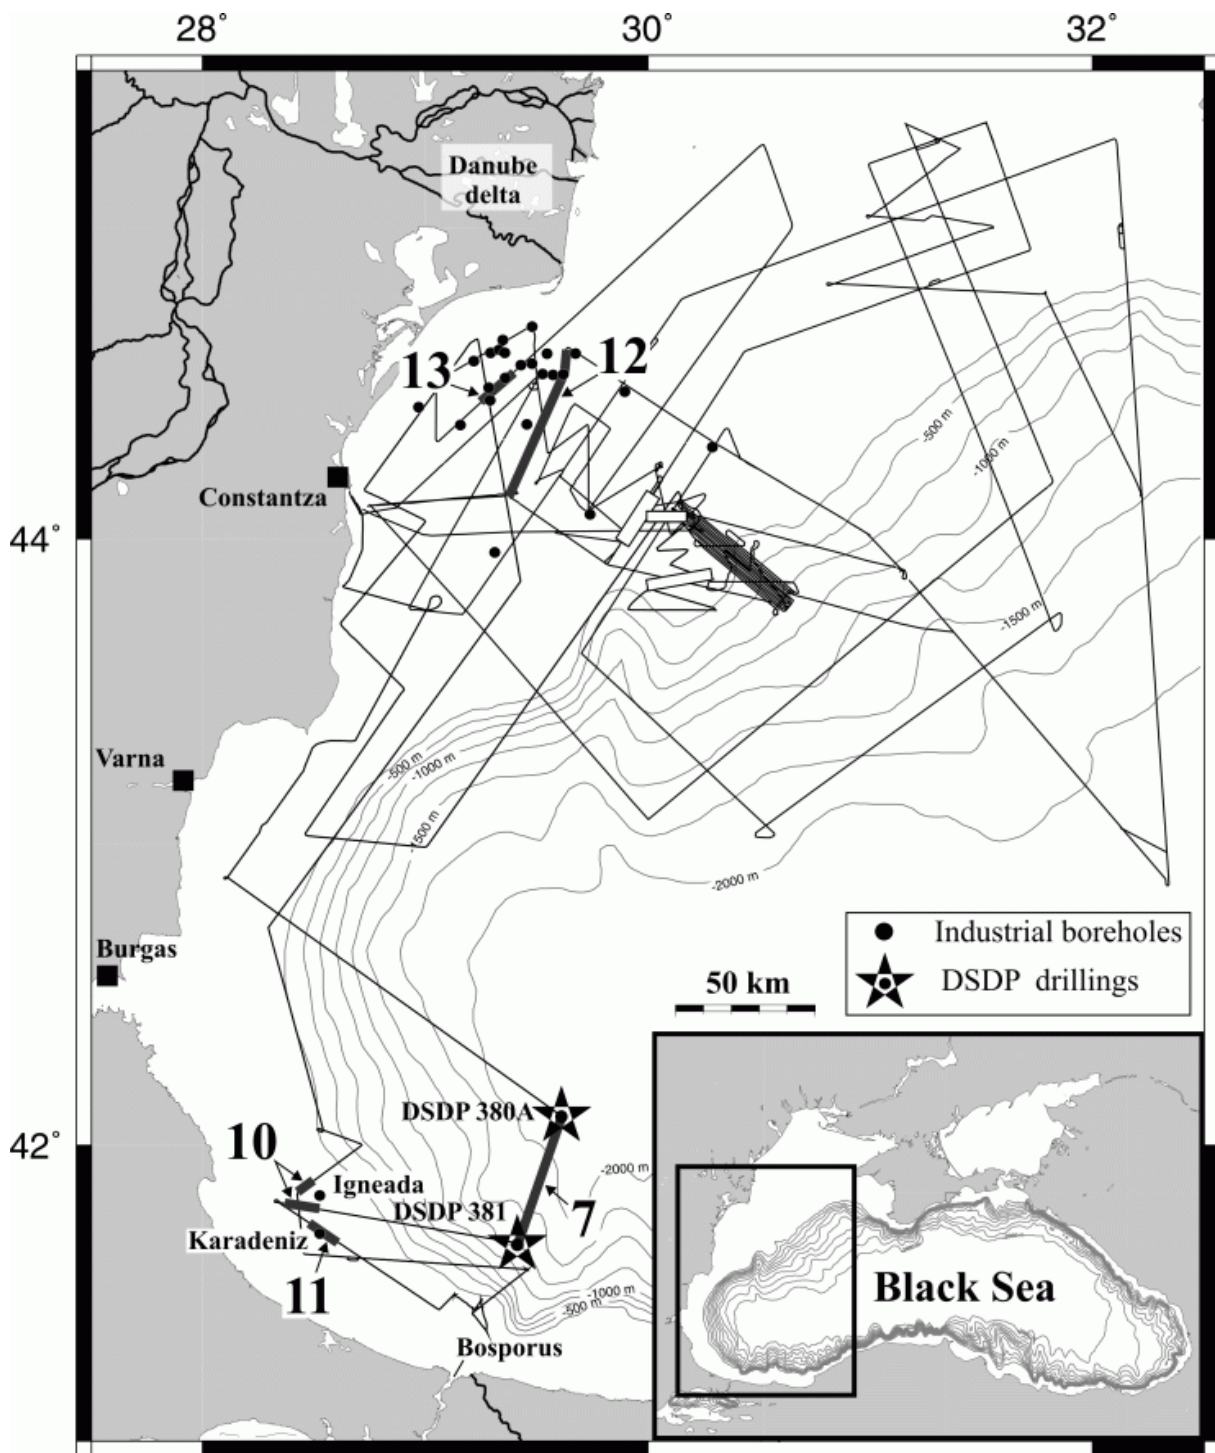 28°
30°
32°
Danube
delta
13
12
-500 m
-1000 m
Constantza
44°
-1500 m
Varna
-500 m
-1000 m
-1500 m
-2000 m
Burgas
Industrial boreholes
DSDP drillings
50 km
DSDP 380A
42°
10
-2000 m
Igneada
DSDP 381
7
Karadeniz
11
-1000 m
-500 m
Black Sea
Bosporus